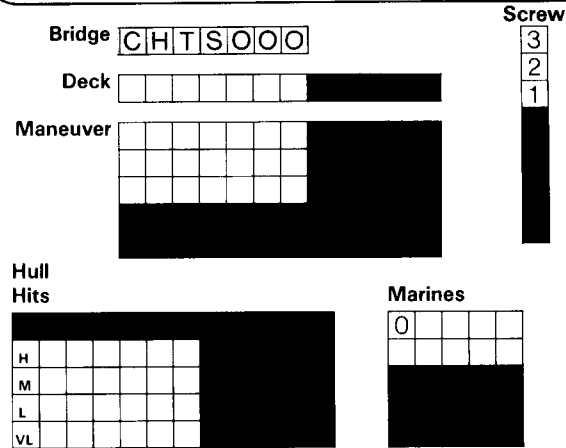 Screw
Bridge C H T S O O O
3
Deck
2
1
Maneuver
Hull
Hits
Marines
O
H
M
L
VL